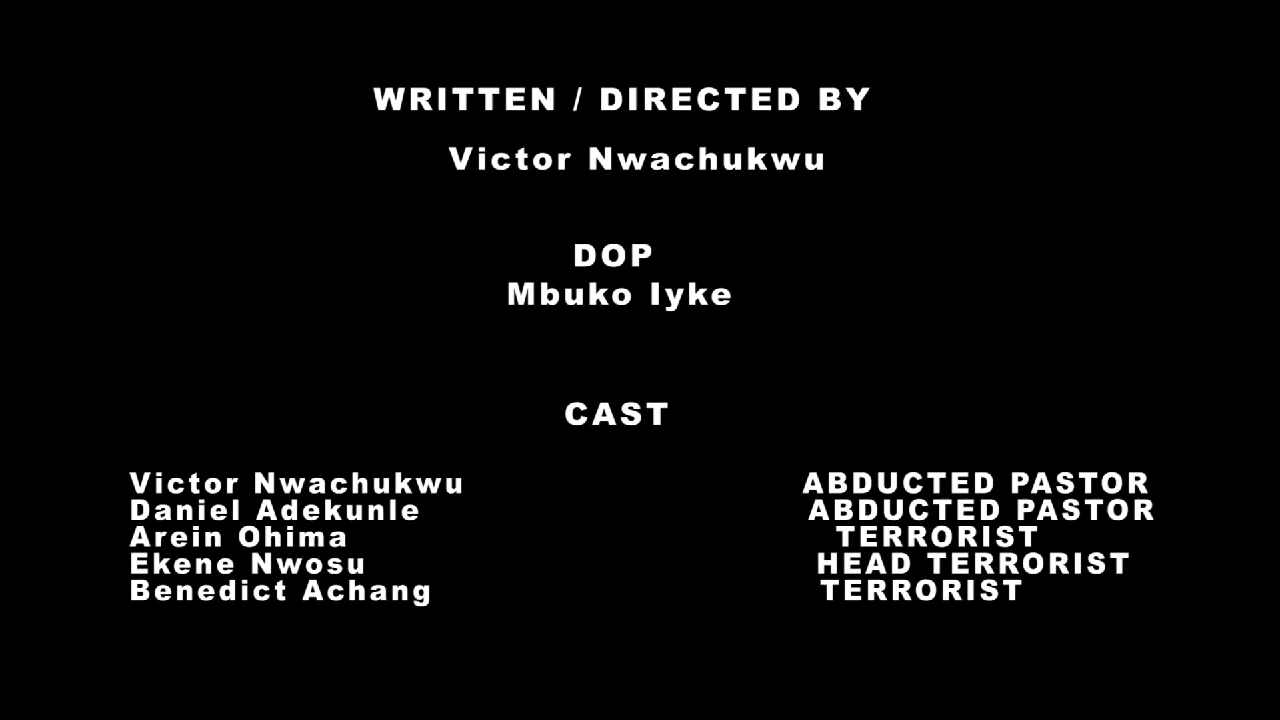 WRITTEN / DIRECTED BY
Victor Nwachukwu
DOP
Mbuko Iyke
CAST
Victor Nwachukwu ABDUCTED PASTOR
Daniel Adekunle ABDUCTED PASTOR
Arein Ohima TERRORIST
Ekene Nwosu HEAD TERRORIST
Benedict Achang TERRORIST